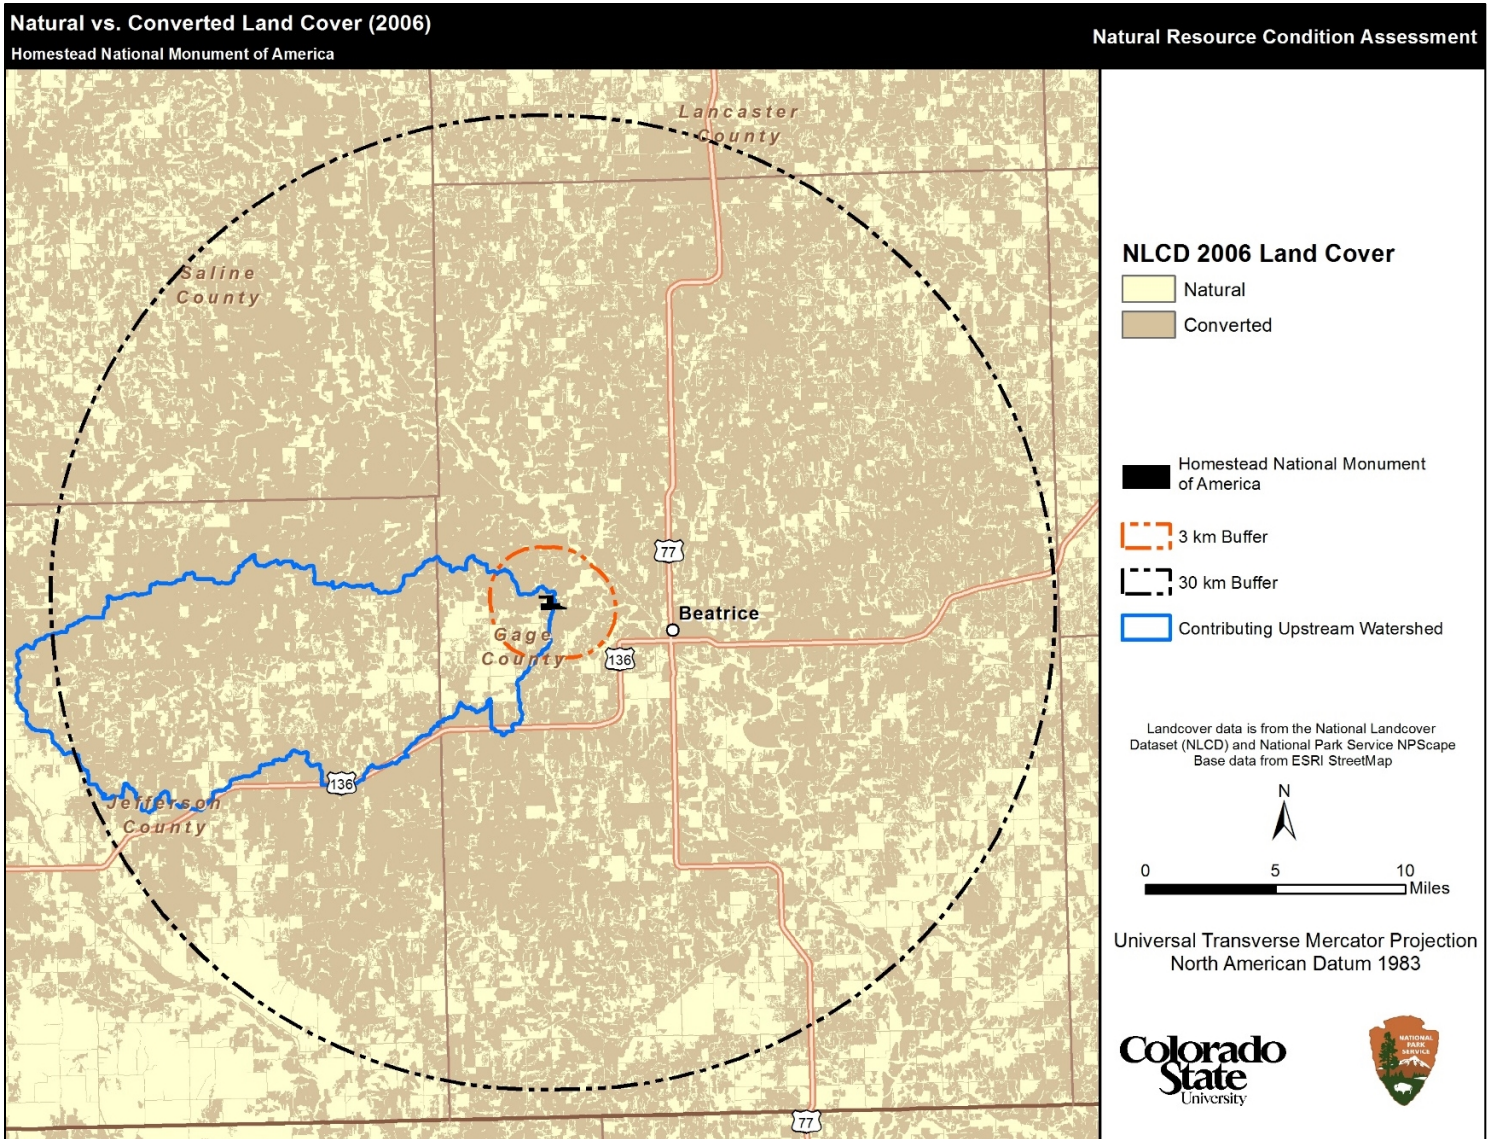 Natural vs. Converted Land Cover (2006)
Homestead National Monument of America
Natural Resource Condition Assessment
Lancaster
County
Saline
County
77
Beatrice
Gage
County
136
136
Jefferson
County
77
NLCD 2006 Land Cover
Natural
Converted
Homestead National Monument
of America
3 km Buffer
30 km Buffer
Contributing Upstream Watershed
Landcover data is from the National Landcover
Dataset (NLCD) and National Park Service NPScape
Base data from ESRI StreetMap
N
0 5 10
Miles
Universal Transverse Mercator Projection
North American Datum 1983
Colorado
State
University
NATIONAL
PARK
SERVICE